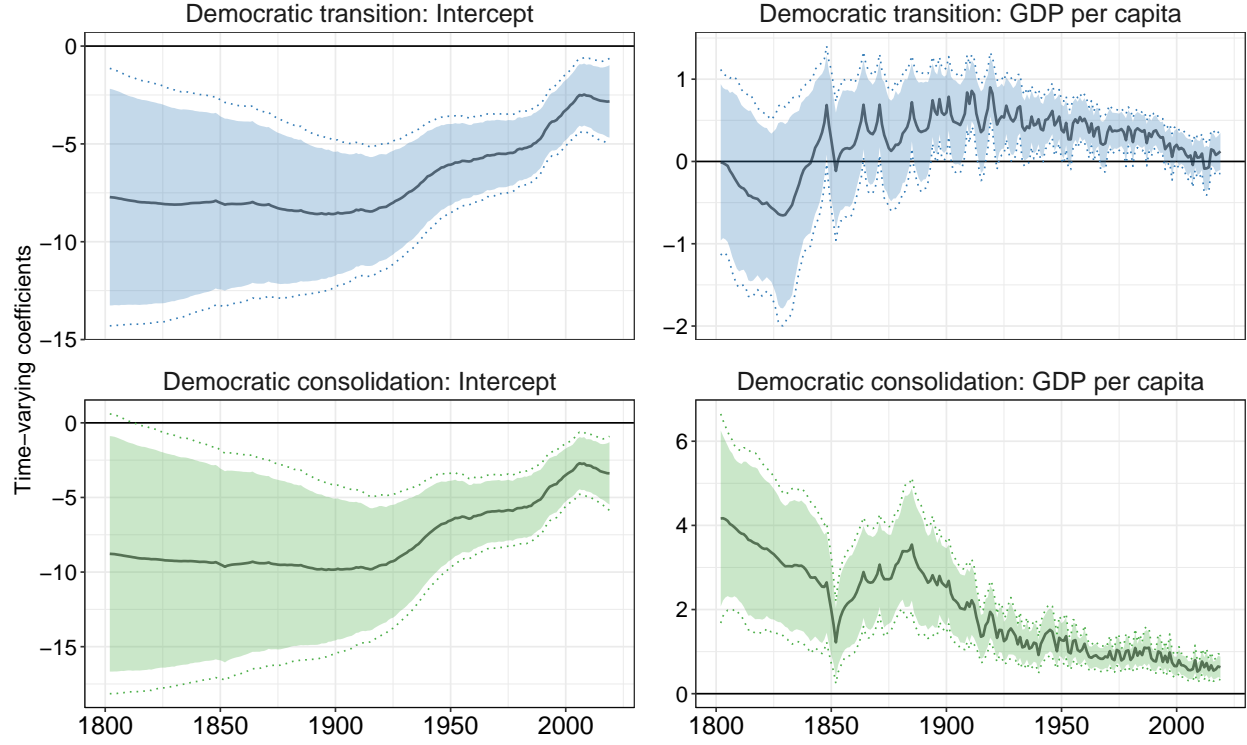 Democratic transition: Intercept
Democratic transition: GDP per capita
0
−5
−10
−15
1
0
−1
−2
Time−varying coefficients
Democratic consolidation: Intercept
Democratic consolidation: GDP per capita
0
−5
−10
−15
6
4
2
0
1800 1850 1900 1950 2000
1800 1850 1900 1950 2000